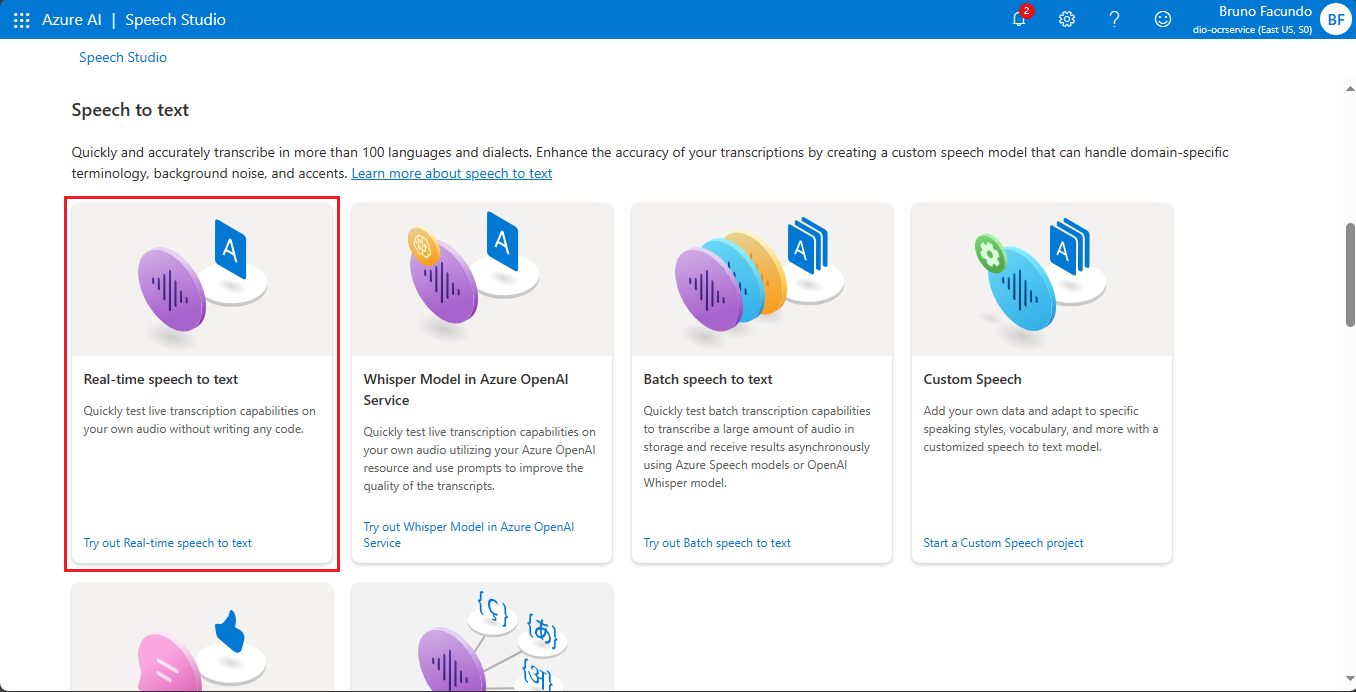 Azure AI | Speech Studio
2
Bruno Facundo
dio-ocrservice (East US, S0)
BF
Speech Studio
Speech to text
Quickly and accurately transcribe in more than 100 languages and dialects. Enhance the accuracy of your transcriptions by creating a custom speech model that can handle domain-specific
terminology, background noise, and accents. Learn more about speech to text
A
A
A
A
Real-time speech to text
Quickly test live transcription capabilities on
your own audio without writing any code.
Try out Real-time speech to text
Whisper Model in Azure OpenAI
Service
Quickly test live transcription capabilities on
your own audio utilizing your Azure OpenAI
resource and use prompts to improve the
quality of the transcripts.
Try out Whisper Model in Azure OpenAI
Service
Batch speech to text
Quickly test batch transcription capabilities
to transcribe a large amount of audio in
storage and receive results asynchronously
using Azure Speech models or OpenAI
Whisper model.
Try out Batch speech to text
Custom Speech
Add your own data and adapt to specific
speaking styles, vocabulary, and more with a
customized speech to text model.
Start a Custom Speech project
{ç}
{あ}
{अ}